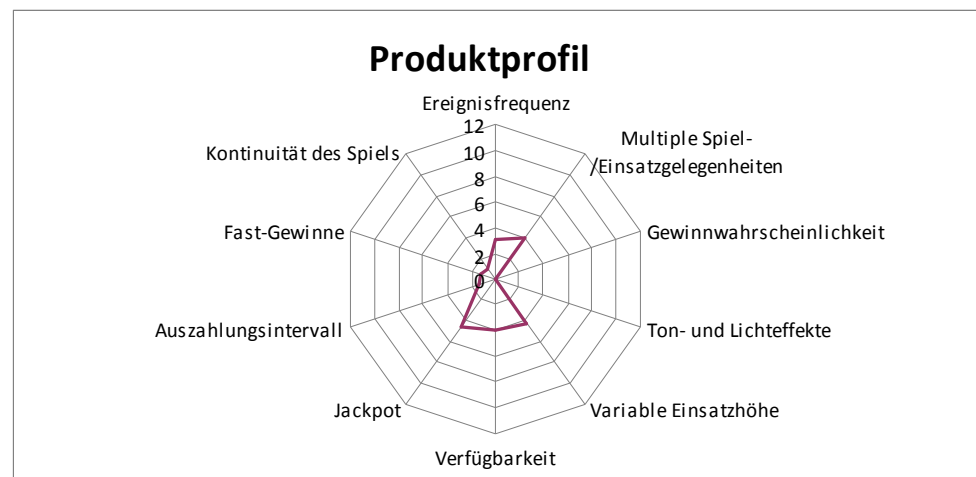 Produktprofil
Ereignisfrequenz
Multiple Spiel-
/Einsatzgelegenheiten
Gewinnwahrscheinlichkeit
Ton- und Lichteffekte
Variable Einsatzhöhe
Verfügbarkeit
Jackpot
Auszahlungsintervall
Fast-Gewinne
Kontinuität des Spiels
12
10
8
6
4
2
0